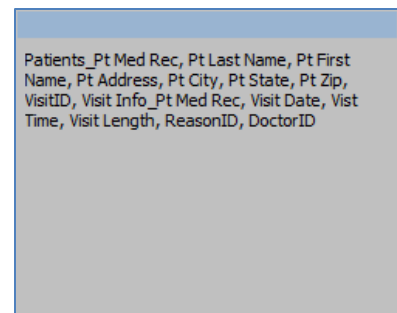 Patients_Pt Med Rec, Pt Last Name, Pt First
Name, Pt Address, Pt City, Pt State, Pt Zip,
VisitID, Visit Info_Pt Med Rec, Visit Date, Vist
Time, Visit Length, ReasonID, DoctorID